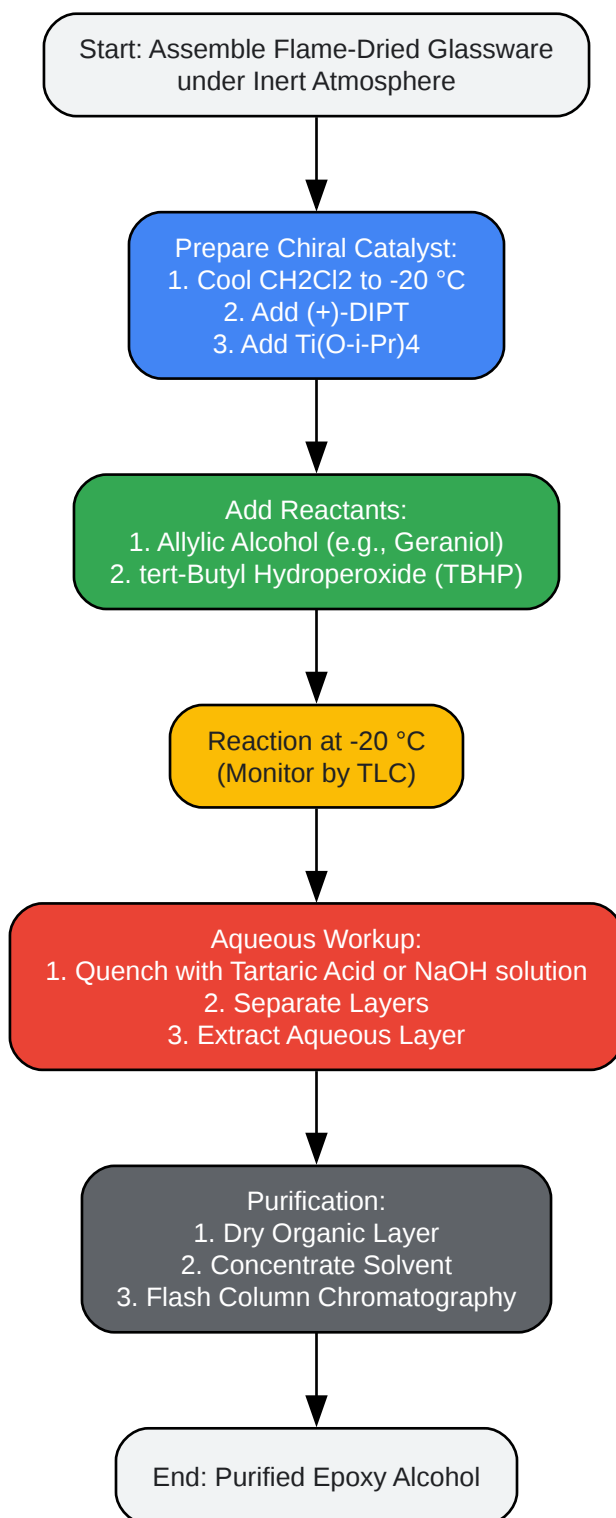 Start: Assemble Flame-Dried Glassware
under Inert Atmosphere
Prepare Chiral Catalyst:
1. Cool CH2Cl2 to -20 °C
2. Add (+)-DIPT
3. Add Ti(O-i-Pr)4
Add Reactants:
1. Allylic Alcohol (e.g., Geraniol)
2. tert-Butyl Hydroperoxide (TBHP)
Reaction at -20 °C
(Monitor by TLC)
Aqueous Workup:
1. Quench with Tartaric Acid or NaOH solution
2. Separate Layers
3. Extract Aqueous Layer
Purification:
1. Dry Organic Layer
2. Concentrate Solvent
3. Flash Column Chromatography
End: Purified Epoxy Alcohol